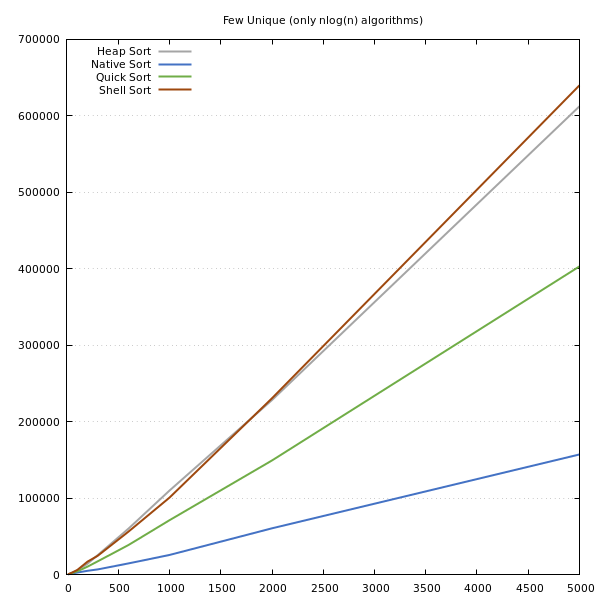 Few Unique (only nlog(n) algorithms)
700000
600000
500000
400000
300000
200000
100000
0
Heap Sort
Native Sort
Quick Sort
Shell Sort
0 500 1000 1500 2000 2500 3000 3500 4000 4500 5000